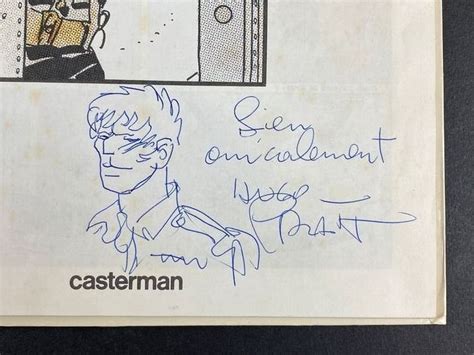 Bien
amicalement
HUGO
PRATT
casterman